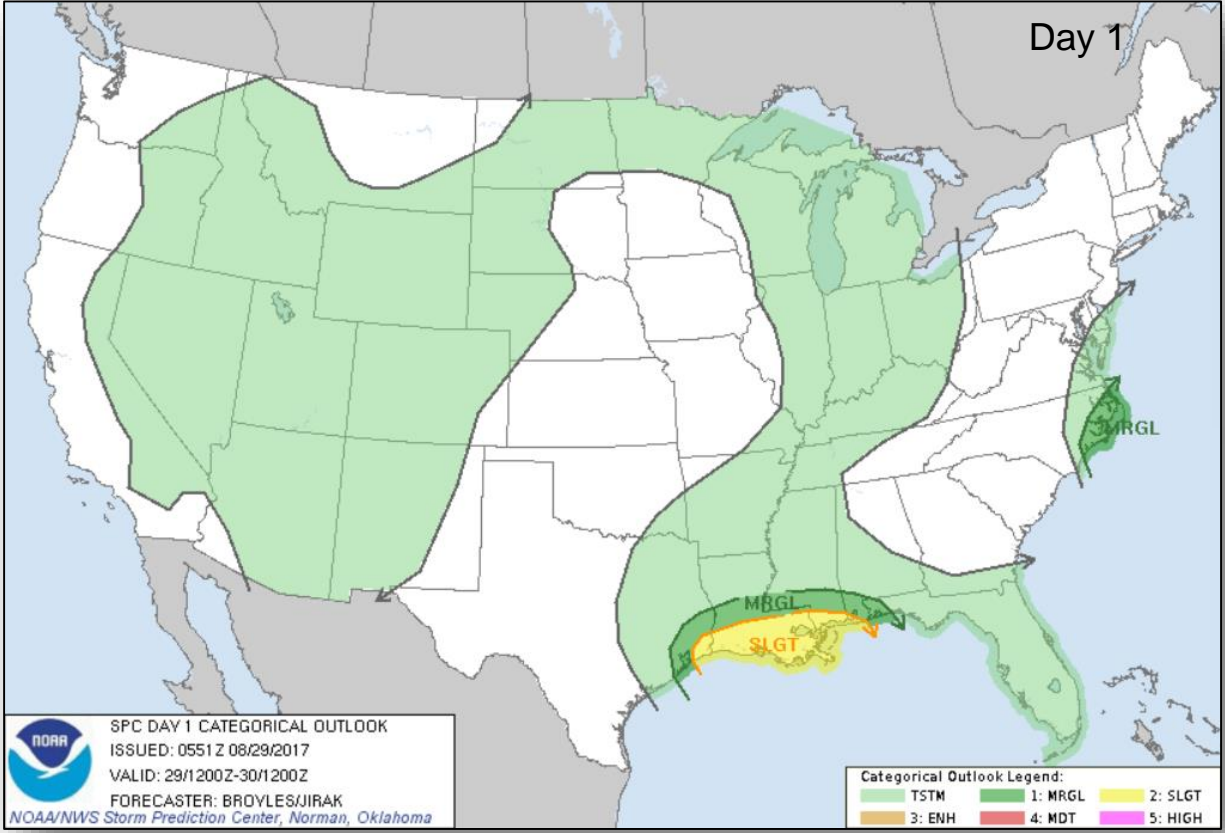 Day 1
MRGL
MRGL
SLGT
NOAA
SPC DAY 1 CATEGORICAL OUTLOOK
ISSUED: 0551Z 08/29/2017
VALID: 29/1200Z-30/1200Z
FORECASTER: BROYLES/JIRAK
NOAA/NWS Storm Prediction Center, Norman, Oklahoma
Categorical Outlook Legend:
TSTM 1: MRGL 2: SLGT
3: ENH 4: MDT 5: HIGH